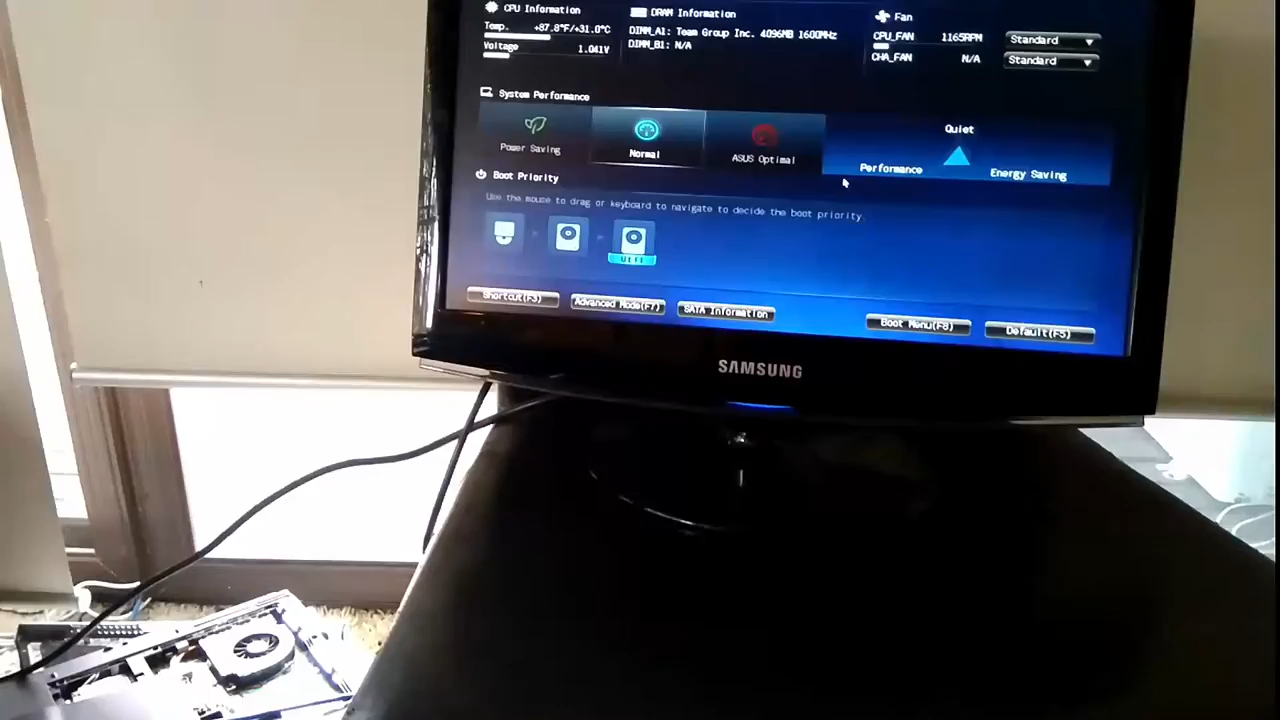 CPU Information
Temp. +87.8°F/+31.0°C
Voltage 1.041V
DRAM Information
DIMM_A1: Team Group Inc. 4096MB 1600MHz
DIMM_B1: N/A
Fan
CPU_FAN 1165RPM Standard
CHA_FAN N/A Standard
System Performance
Power Saving
Normal
ASUS Optimal
Quiet
Performance
Energy Saving
Boot Priority
Use the mouse to drag or keyboard to navigate to decide the boot priority.
UEFI
Shortcut(F3)
Advanced Mode(F7)
SATA Information
Boot Menu(F8)
Default(F5)
SAMSUNG